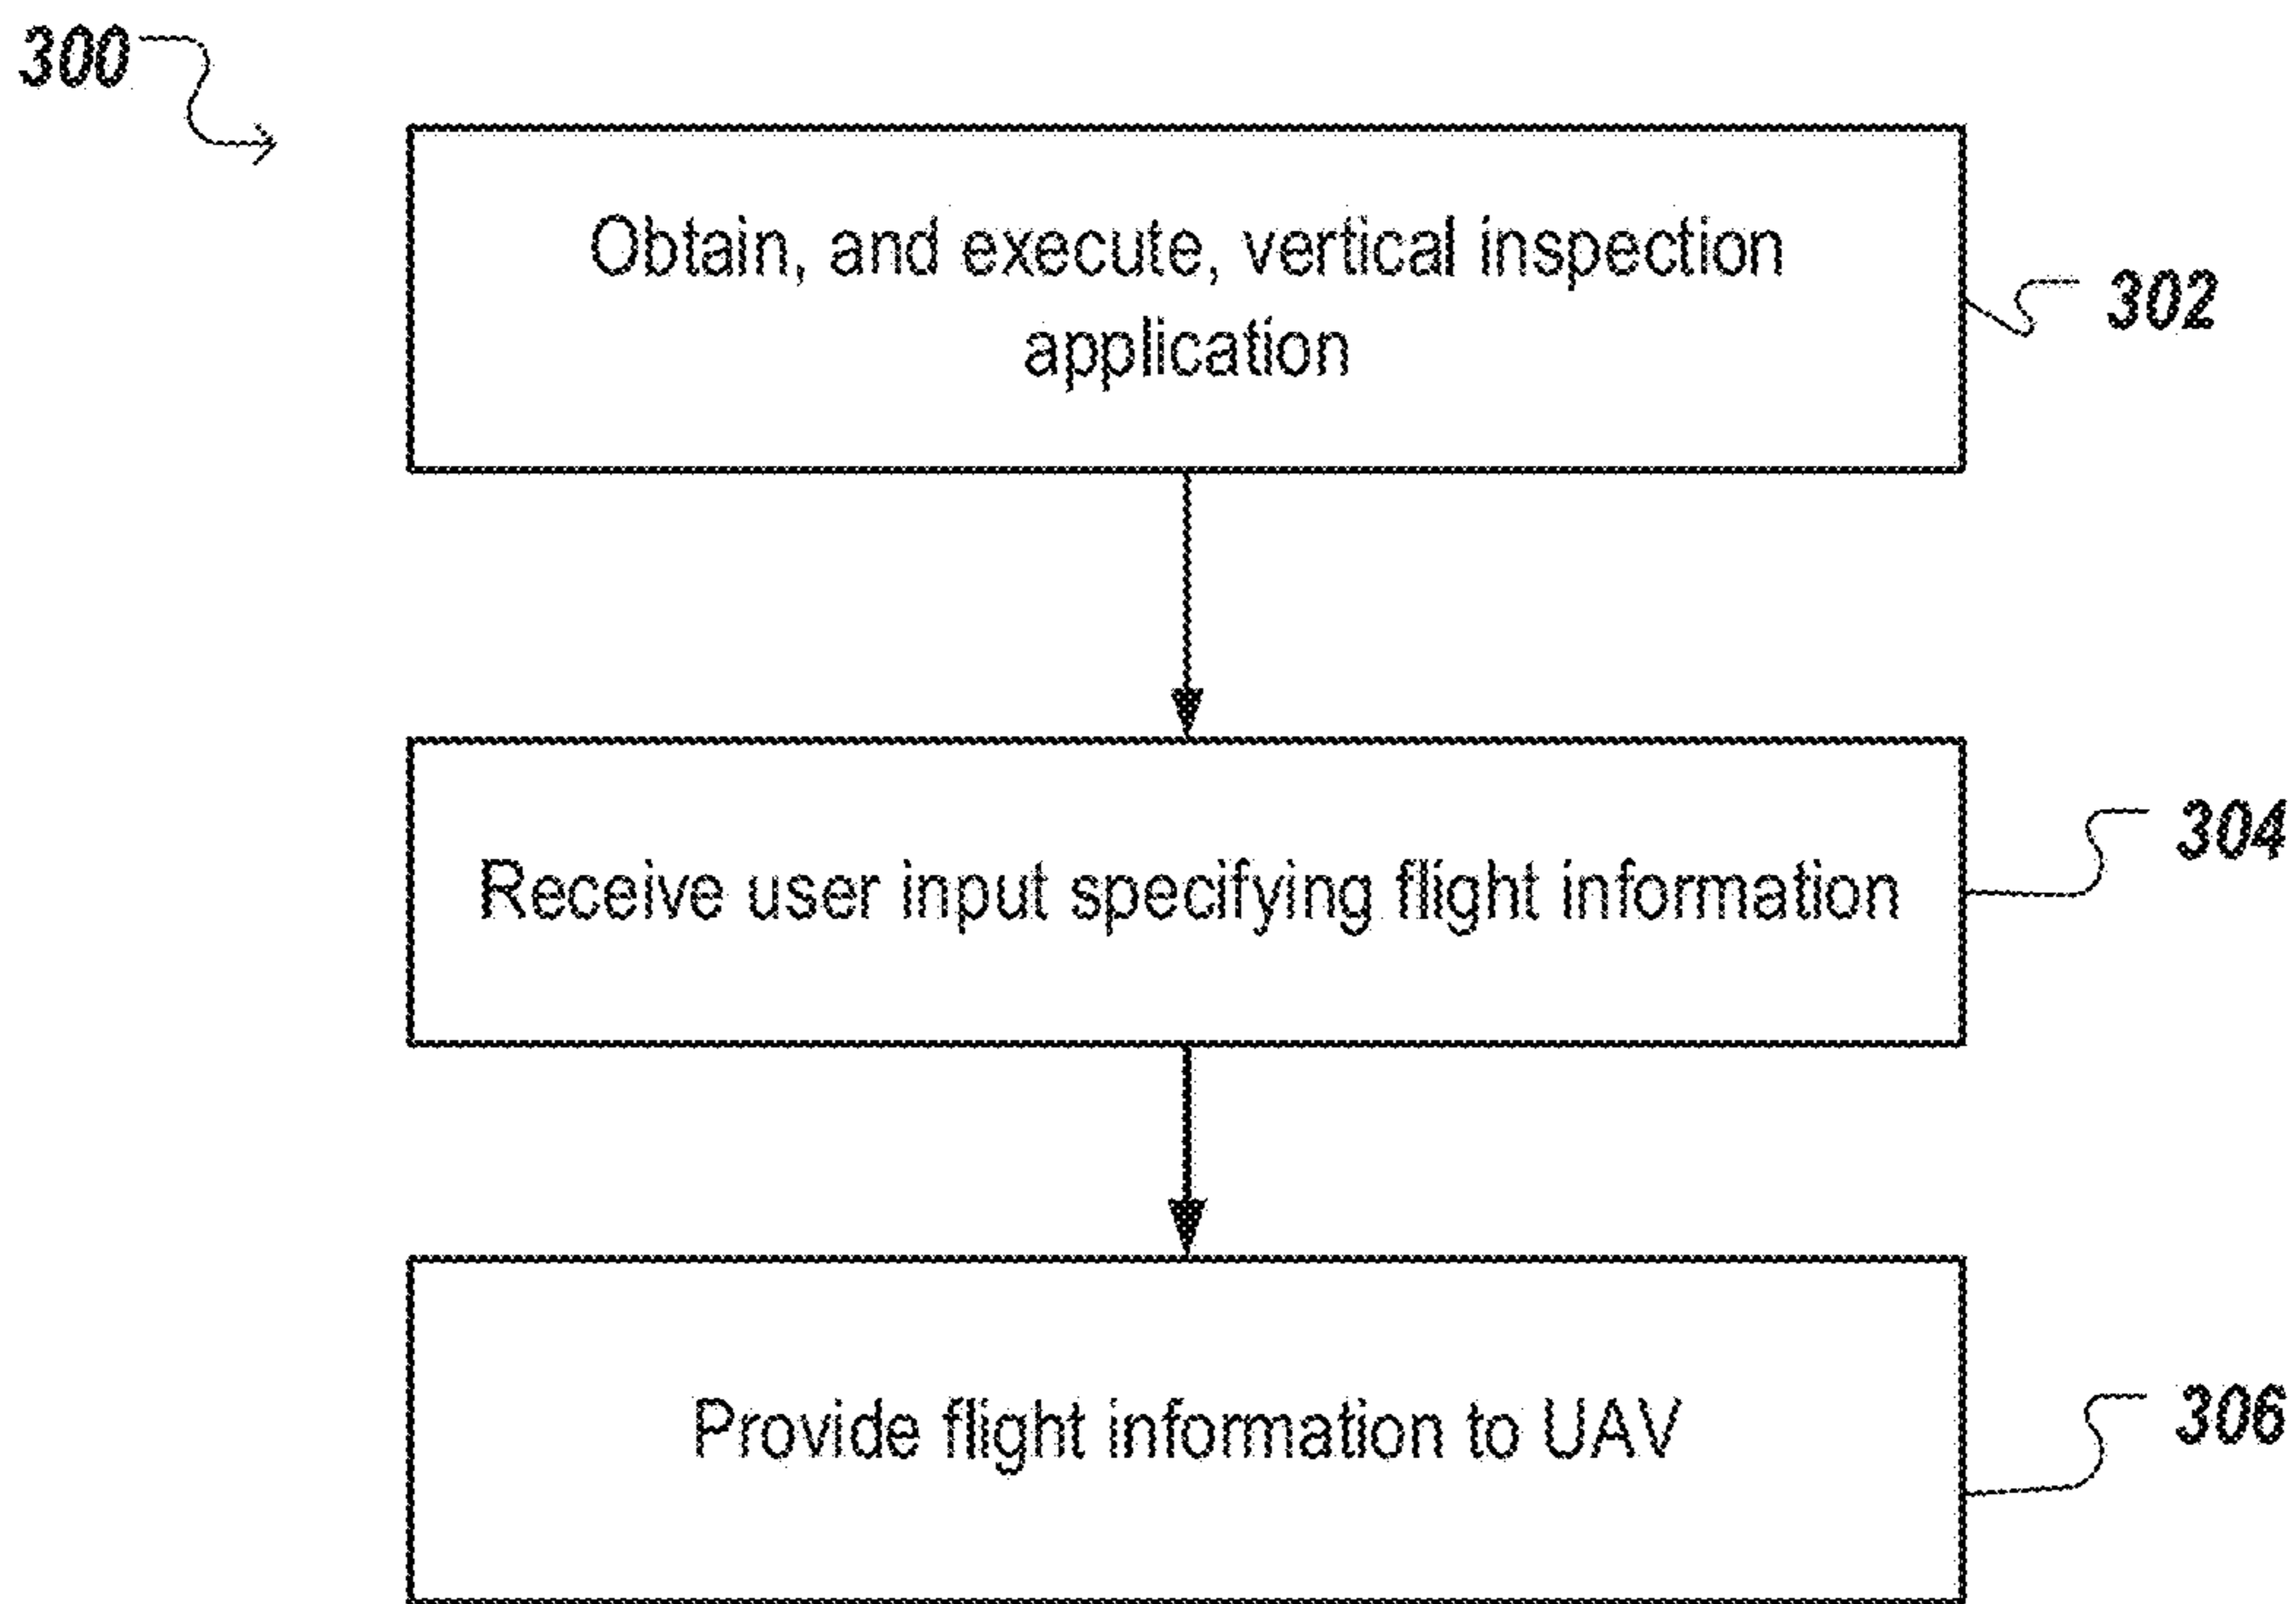 300
Obtain, and execute, vertical inspection
application
302
Receive user input specifying flight information
304
Provide flight information to UAV
306